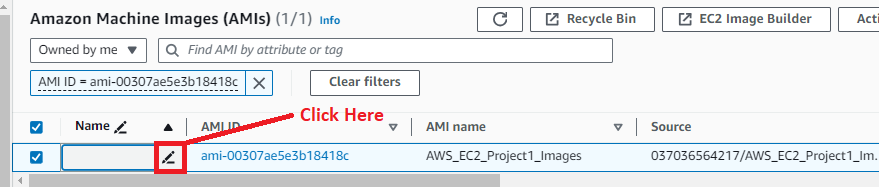 Amazon Machine Images (AMIs) (1/1) Info
Recycle Bin
EC2 Image Builder
Owned by me
Find AMI by attribute or tag
AMI ID = ami-00307ae5e3b18418c
Clear filters
Click Here
Name
AMI ID
AMI name
Source
ami-00307ae5e3b18418c
AWS_EC2_Project1_Images
037036564217/AWS_EC2_Project1_Im...